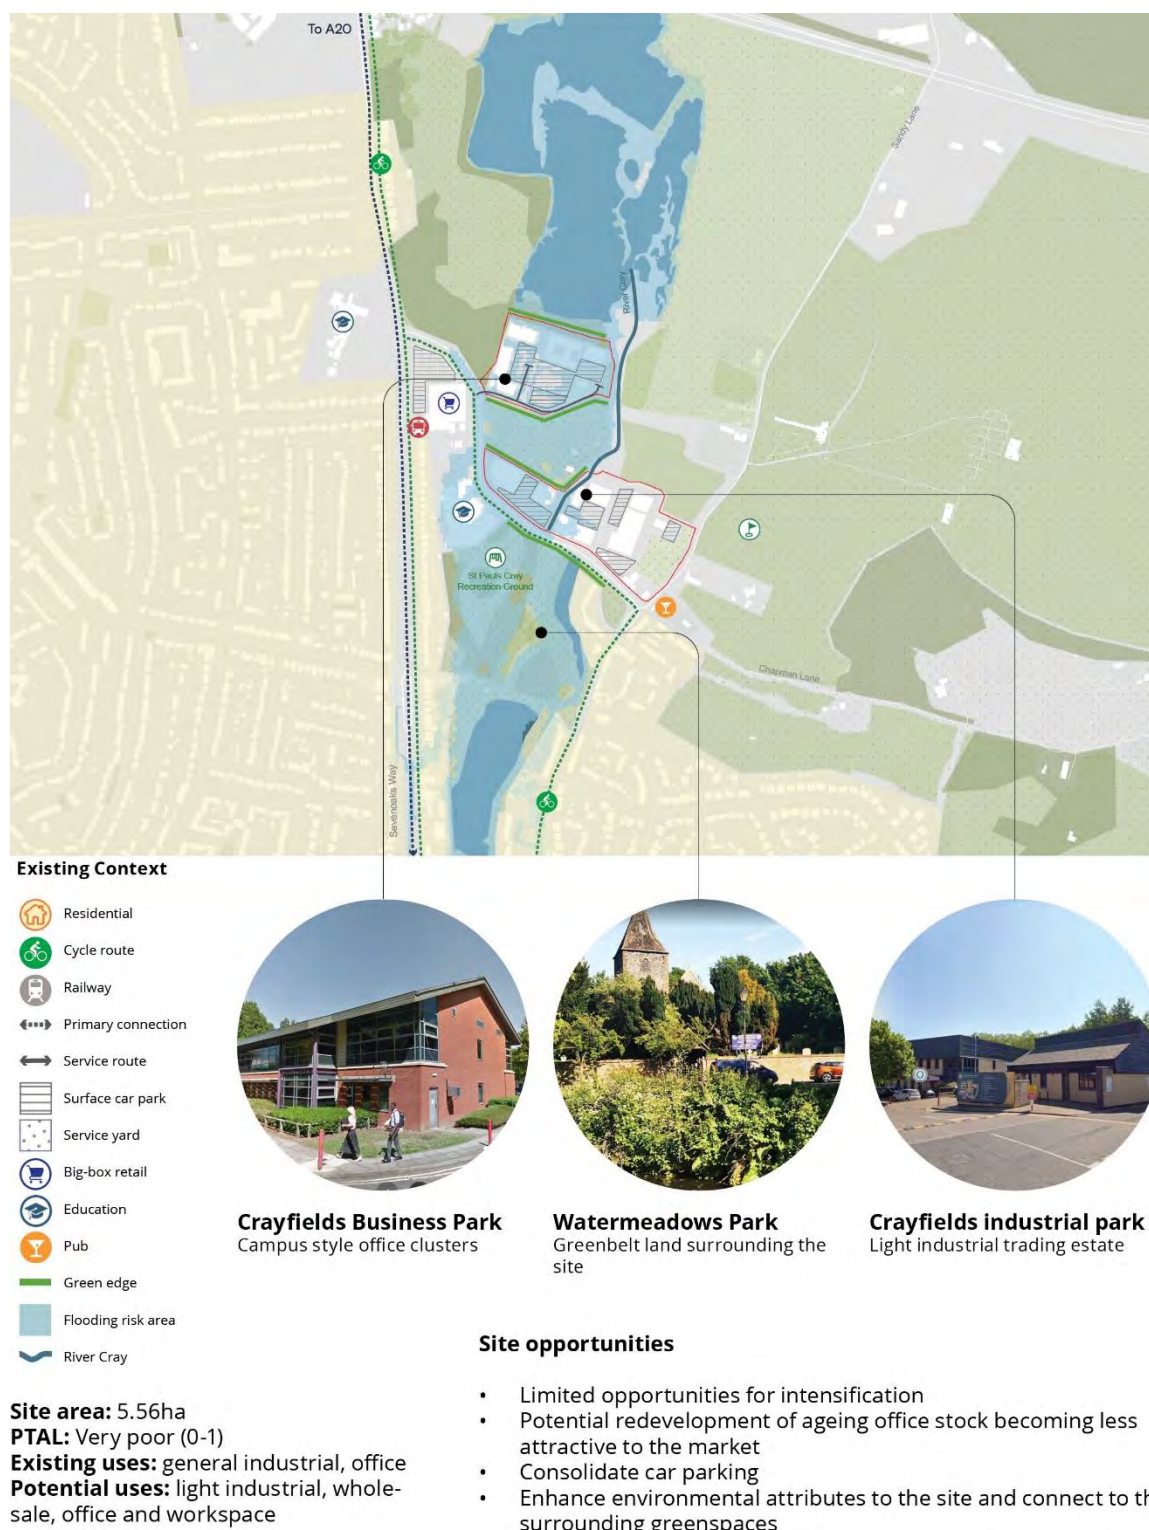 To A20
Sandy Lane
River Cray
St Pauls Cray
Recreation Ground
Chapman Lane
Sevenoaks Way
Existing Context
Residential
Cycle route
Railway
Primary connection
Service route
Surface car park
Service yard
Big-box retail
Education
Pub
Green edge
Flooding risk area
River Cray
Crayfields Business Park
Campus style office clusters
Watermeadows Park
Greenbelt land surrounding the
site
Crayfields industrial park
Light industrial trading estate
Site area: 5.56ha
PTAL: Very poor (0-1)
Existing uses: general industrial, office
Potential uses: light industrial, whole-
sale, office and workspace
Site opportunities
• Limited opportunities for intensification
• Potential redevelopment of ageing office stock becoming less
attractive to the market
• Consolidate car parking
• Enhance environmental attributes to the site and connect to th
surrounding greenspaces